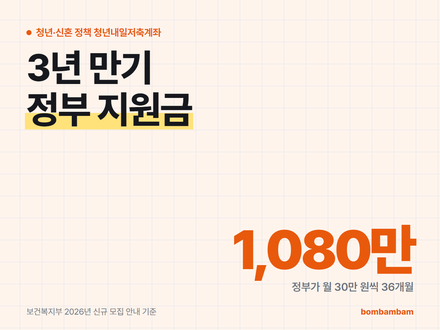 청년·신혼 정책 청년내일저축계좌
3년 만기
정부 지원금
1,080만
정부가 월 30만 원씩 36개월
보건복지부 2026년 신규 모집 안내 기준
bombambam